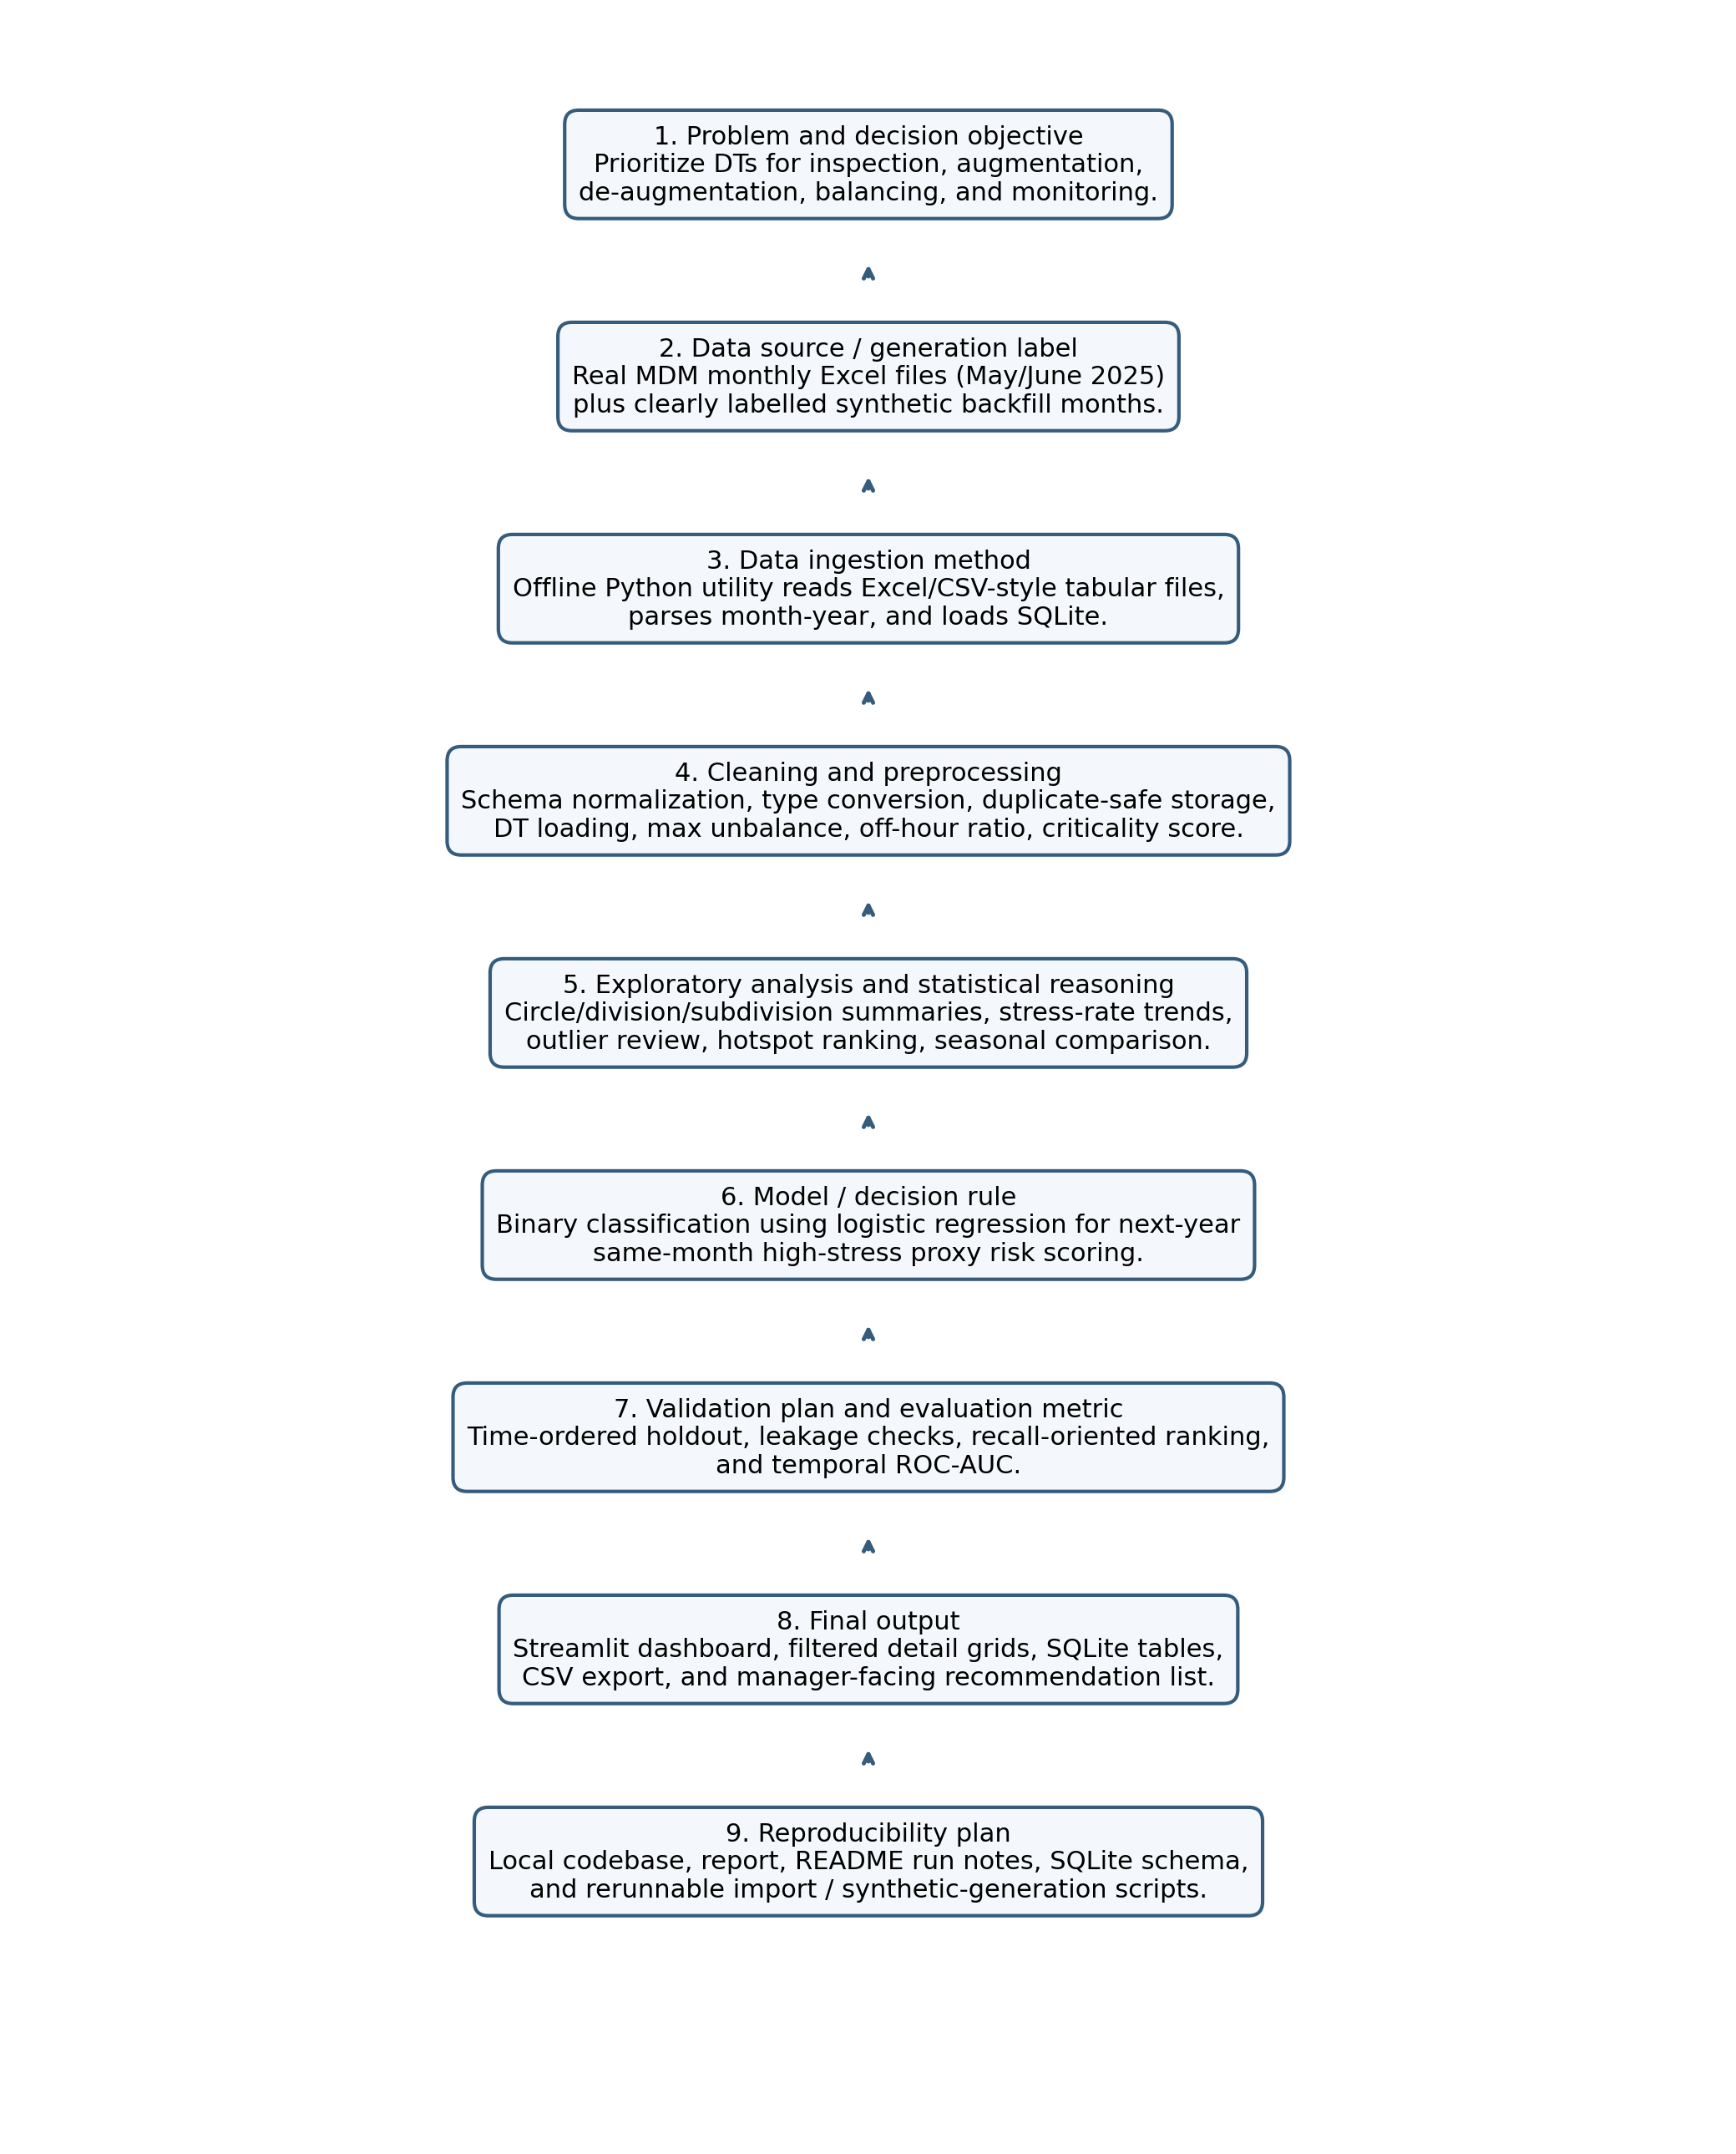 1. Problem and decision objective
Prioritize DTs for inspection, augmentation,
de-augmentation, balancing, and monitoring.
2. Data source / generation label
Real MDM monthly Excel files (May/June 2025)
plus clearly labelled synthetic backfill months.
3. Data ingestion method
Offline Python utility reads Excel/CSV-style tabular files,
parses month-year, and loads SQLite.
4. Cleaning and preprocessing
Schema normalization, type conversion, duplicate-safe storage,
DT loading, max unbalance, off-hour ratio, criticality score.
5. Exploratory analysis and statistical reasoning
Circle/division/subdivision summaries, stress-rate trends,
outlier review, hotspot ranking, seasonal comparison.
6. Model / decision rule
Binary classification using logistic regression for next-year
same-month high-stress proxy risk scoring.
7. Validation plan and evaluation metric
Time-ordered holdout, leakage checks, recall-oriented ranking,
and temporal ROC-AUC.
8. Final output
Streamlit dashboard, filtered detail grids, SQLite tables,
CSV export, and manager-facing recommendation list.
9. Reproducibility plan
Local codebase, report, README run notes, SQLite schema,
and rerunnable import / synthetic-generation scripts.